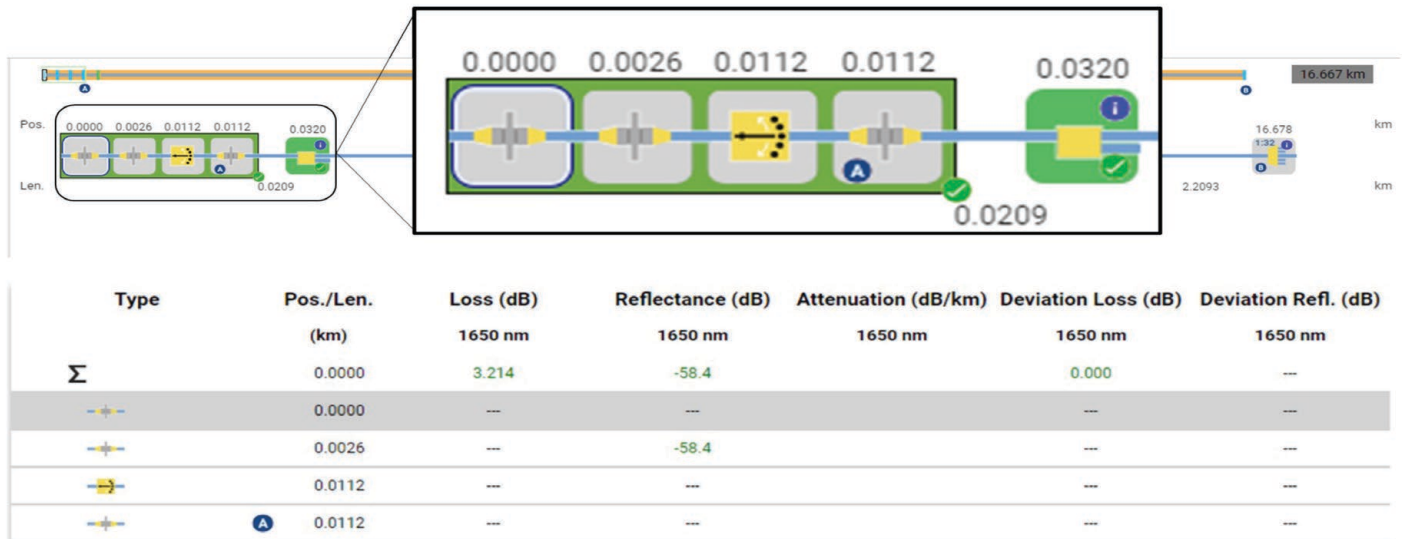 0.0000 0.0026 0.0112 0.0112 0.0320
i
A
0.0209
A B 16.667 km
Pos. 0.0000 0.0026 0.0112 0.0112 0.0320 16.678 km
i 1:32 i
A B
Len. 0.0209 2.2093 km
Type Pos./Len. Loss (dB) Reflectance (dB) Attenuation (dB/km) Deviation Loss (dB) Deviation Refl. (dB)
(km) 1650 nm 1650 nm 1650 nm 1650 nm 1650 nm
Σ 0.0000 3.214 -58.4 0.000 ---
0.0000 --- --- --- ---
0.0026 --- -58.4 --- ---
0.0112 --- --- --- ---
A 0.0112 --- --- --- ---